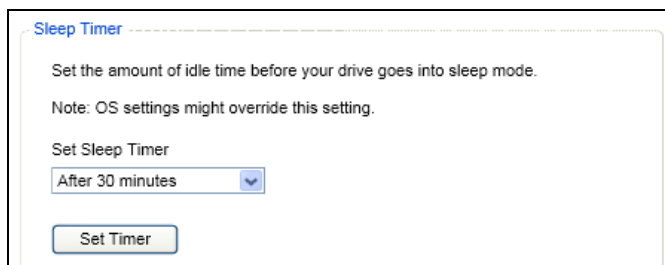 Sleep Timer
Set the amount of idle time before your drive goes into sleep mode.
Note: OS settings might override this setting.
Set Sleep Timer
After 30 minutes
Set Timer